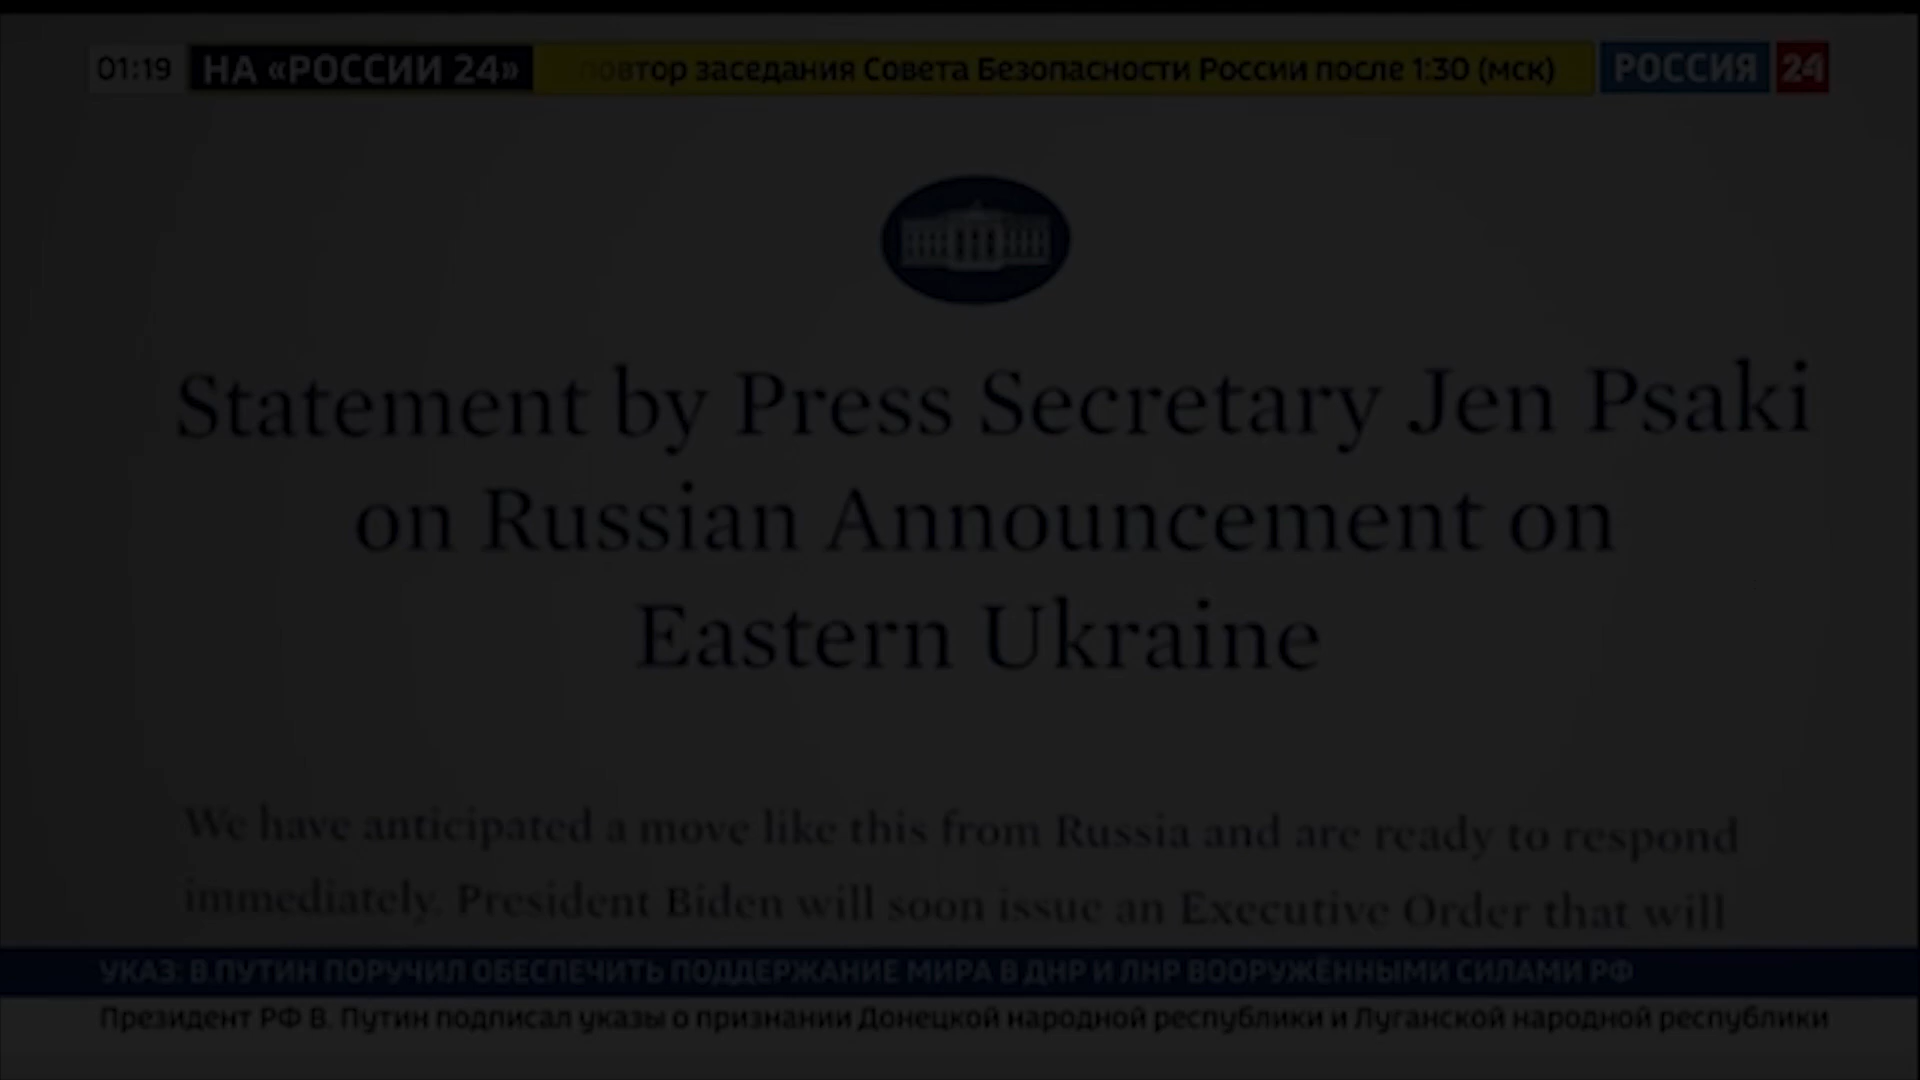 01:19 НА «РОССИИ 24» повтор заседания Совета Безопасности России после 1:30 (мск) РОССИЯ 24
Statement by Press Secretary Jen Psaki
on Russian Announcement on
Eastern Ukraine
We have anticipated a move like this from Russia and are ready to respond
immediately. President Biden will soon issue an Executive Order that will
УКАЗ: В.ПУТИН ПОРУЧИЛ ОБЕСПЕЧИТЬ ПОДДЕРЖАНИЕ МИРА В ДНР И ЛНР ВООРУЖЁННЫМИ СИЛАМИ РФ
Президент РФ В. Путин подписал указы о признании Донецкой народной республики и Луганской народной республики